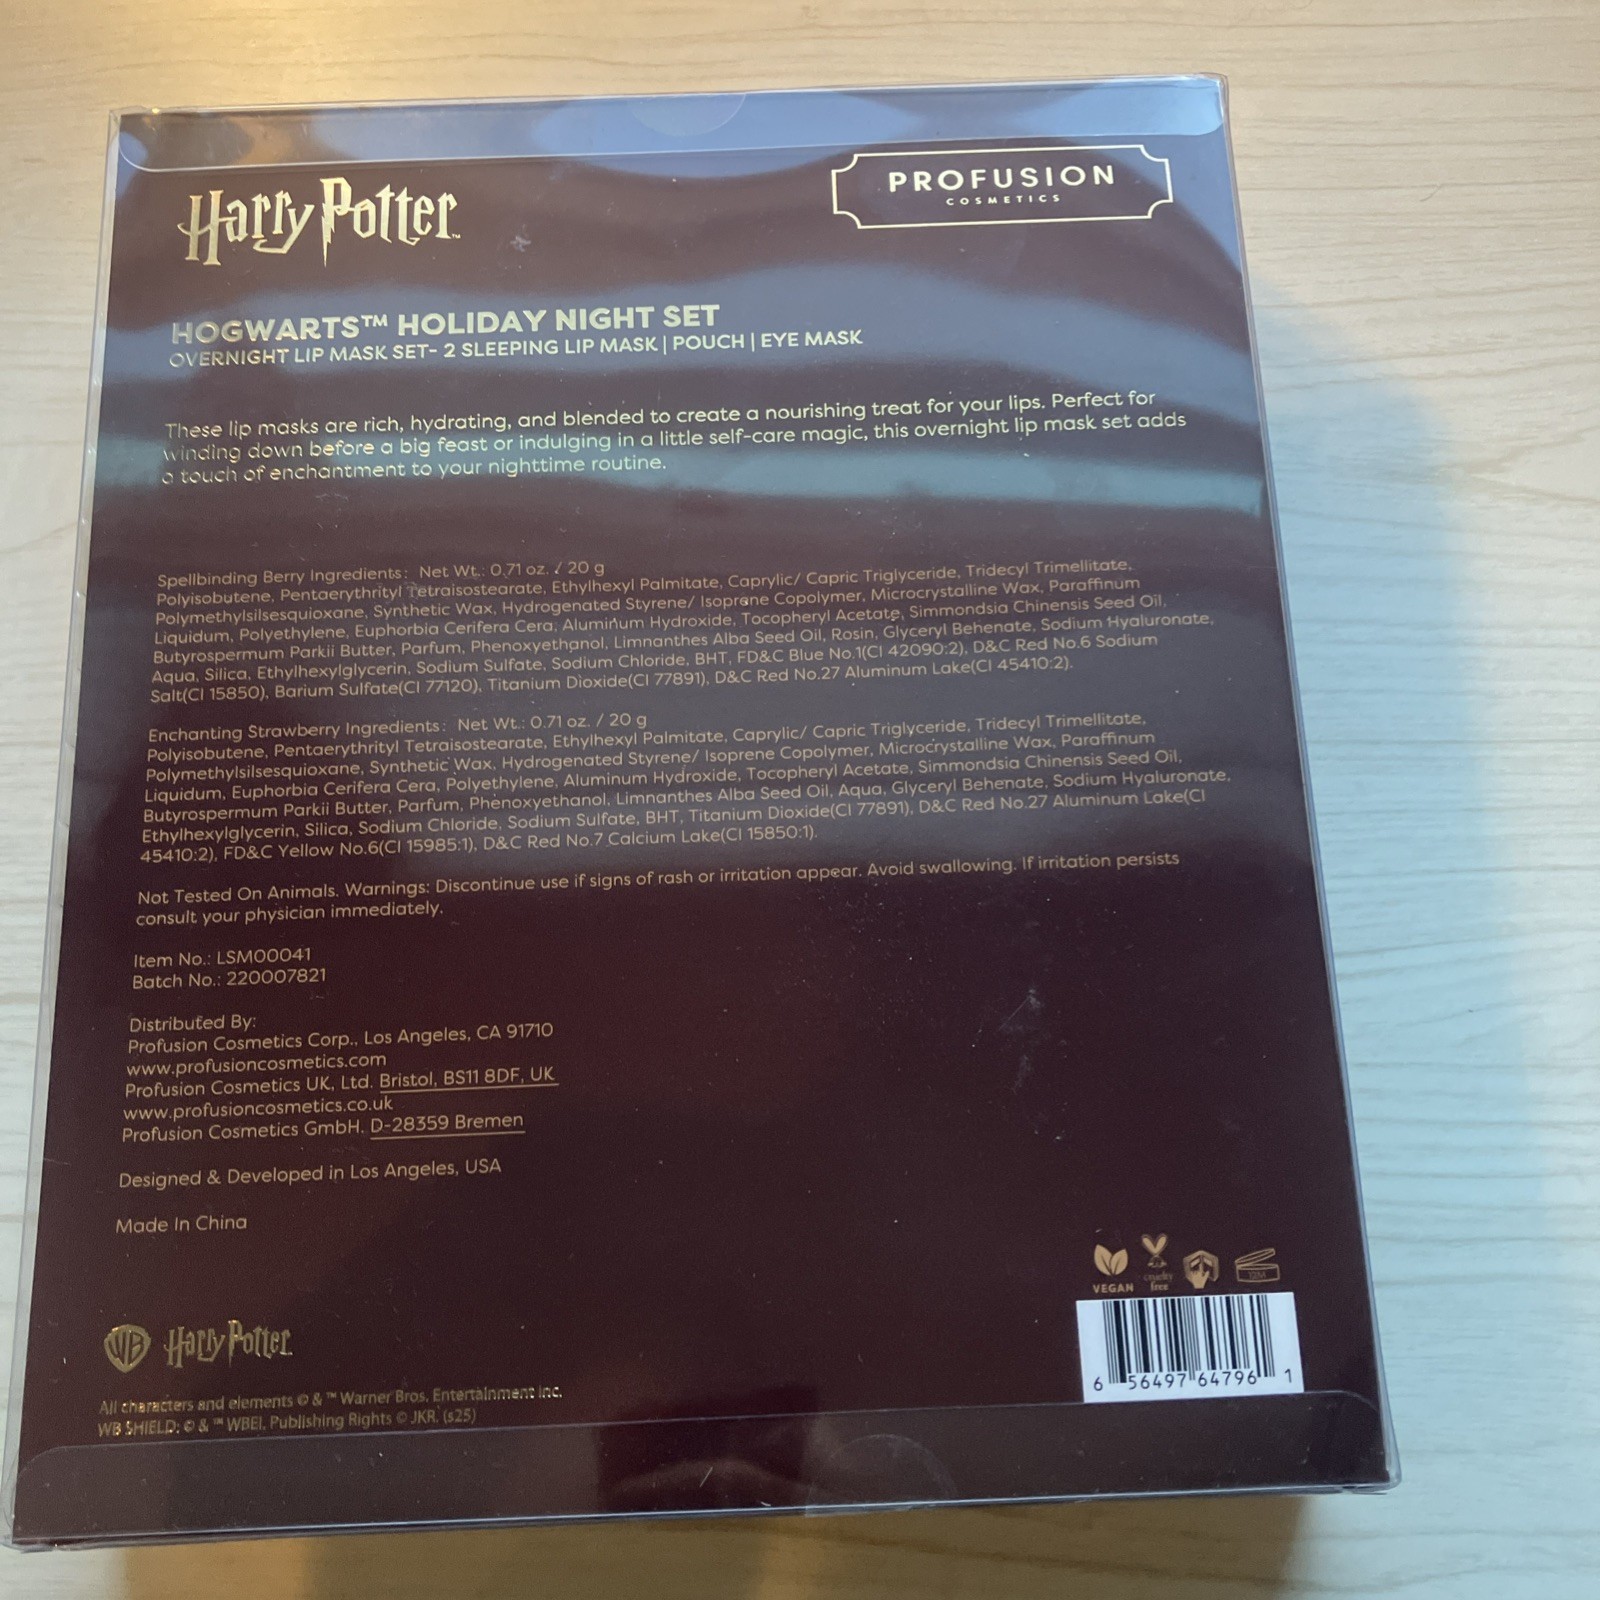 Harry Potter™
PROFUSION
COSMETICS
HOGWARTS™ HOLIDAY NIGHT SET
OVERNIGHT LIP MASK SET- 2 SLEEPING LIP MASK | POUCH | EYE MASK
These lip masks are rich, hydrating, and blended to create a nourishing treat for your lips. Perfect for
winding down before a big feast or indulging in a little self-care magic, this overnight lip mask set adds
a touch of enchantment to your nighttime routine.
Spellbinding Berry Ingredients: Net Wt.: 0.71 oz. / 20 g
Polyisobutene, Pentaerythrityl Tetraisostearate, Ethylhexyl Palmitate, Caprylic/ Capric Triglyceride, Tridecyl Trimellitate,
Polymethylsilsesquioxane, Synthetic Wax, Hydrogenated Styrene/ Isoprene Copolymer, Microcrystalline Wax, Paraffinum
Liquidum, Polyethylene, Euphorbia Cerifera Cera, Aluminum Hydroxide, Tocopheryl Acetate, Simmondsia Chinensis Seed Oil,
Butyrospermum Parkii Butter, Parfum, Phenoxyethanol, Limnanthes Alba Seed Oil, Rosin, Glyceryl Behenate, Sodium Hyaluronate,
Aqua, Silica, Ethylhexylglycerin, Sodium Sulfate, Sodium Chloride, BHT, FD&C Blue No.1(CI 42090:2), D&C Red No.6 Sodium
Salt(CI 15850), Barium Sulfate(CI 77120), Titanium Dioxide(CI 77891), D&C Red No.27 Aluminum Lake(CI 45410:2).
Enchanting Strawberry Ingredients: Net Wt.: 0.71 oz. / 20 g
Polyisobutene, Pentaerythrityl Tetraisostearate, Ethylhexyl Palmitate, Caprylic/ Capric Triglyceride, Tridecyl Trimellitate,
Polymethylsilsesquioxane, Synthetic Wax, Hydrogenated Styrene/ Isoprene Copolymer, Microcrystalline Wax, Paraffinum
Liquidum, Euphorbia Cerifera Cera, Polyethylene, Aluminum Hydroxide, Tocopheryl Acetate, Simmondsia Chinensis Seed Oil,
Butyrospermum Parkii Butter, Parfum, Phenoxyethanol, Limnanthes Alba Seed Oil, Aqua, Glyceryl Behenate, Sodium Hyaluronate,
Ethylhexylglycerin, Silica, Sodium Chloride, Sodium Sulfate, BHT, Titanium Dioxide(CI 77891), D&C Red No.27 Aluminum Lake(CI
45410:2), FD&C Yellow No.6(CI 15985:1), D&C Red No.7 Calcium Lake(CI 15850:1).
Not Tested On Animals. Warnings: Discontinue use if signs of rash or irritation appear. Avoid swallowing. If irritation persists
consult your physician immediately.
Item No.: LSM00041
Batch No.: 220007821
Distributed By:
Profusion Cosmetics Corp., Los Angeles, CA 91710
www.profusioncosmetics.com
Profusion Cosmetics UK, Ltd. Bristol, BS11 8DF, UK
www.profusioncosmetics.co.uk
Profusion Cosmetics GmbH. D-28359 Bremen
Designed & Developed in Los Angeles, USA
Made In China
VEGAN
cruelty
free
12M
6 56497 64796 1
WB Harry Potter
All characters and elements © & ™ Warner Bros. Entertainment Inc.
WB SHIELD: © & ™ WBEI. Publishing Rights © JKR. (s25)